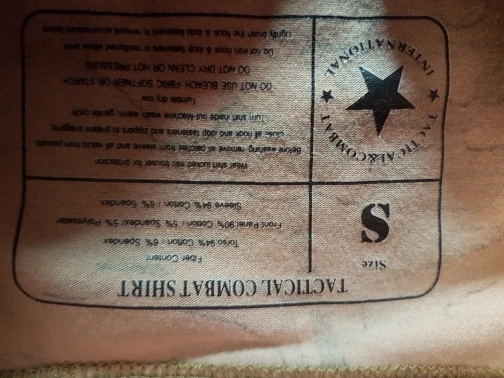 TACTICAL COMBAT SHIRT
Size
S
Fiber Content
Torso 94% Cotton / 6% Spandex
Front Panel 90% Cotton / 5% Spandex/ 5% Polyester
Sleeve 94% Cotton / 6% Spandex
TACTICAL&COMBAT
INTERNATIONAL
Wear shirt tucked into trouser for protection
Before washing remove all patches from sleeve and all items from pockets
Close all hook and loop fasteners and zippers to prevent snagging
Turn shirt inside out-Machine wash warm, gentle cycle
Tumble dry low
DO NOT USE BLEACH, FBRIC SOFTNER OR STARCH
DO NOT DRY CLEAN OR HOT PRESSURE
Do not iron hook & loop fasteners or reinforced elbow area
Lightly brush the hook & loop fasteners to remove accumulated